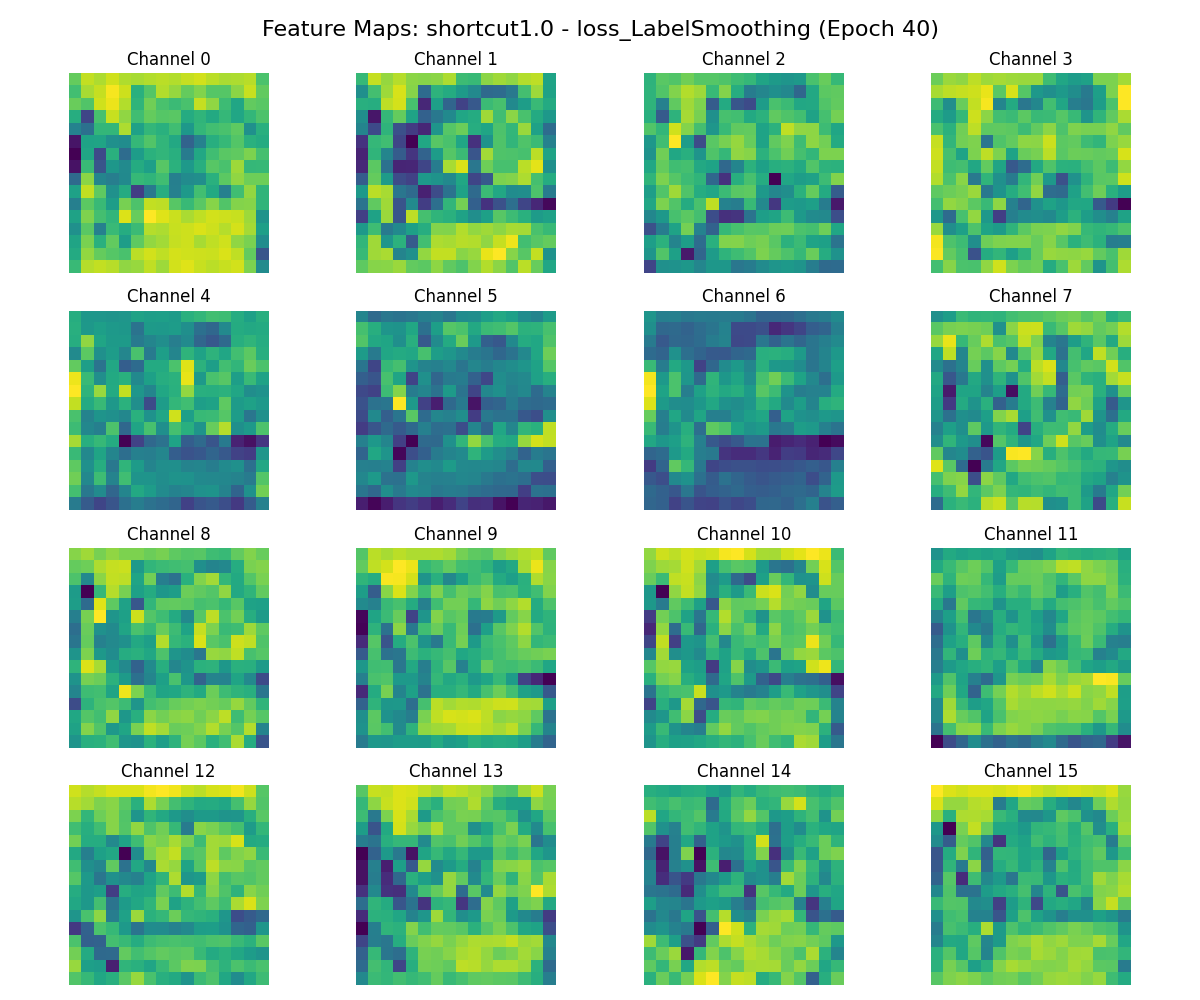 Feature Maps: shortcut1.0 - loss_LabelSmoothing (Epoch 40)
Channel 0
Channel 1
Channel 2
Channel 3
Channel 4
Channel 5
Channel 6
Channel 7
Channel 8
Channel 9
Channel 10
Channel 11
Channel 12
Channel 13
Channel 14
Channel 15